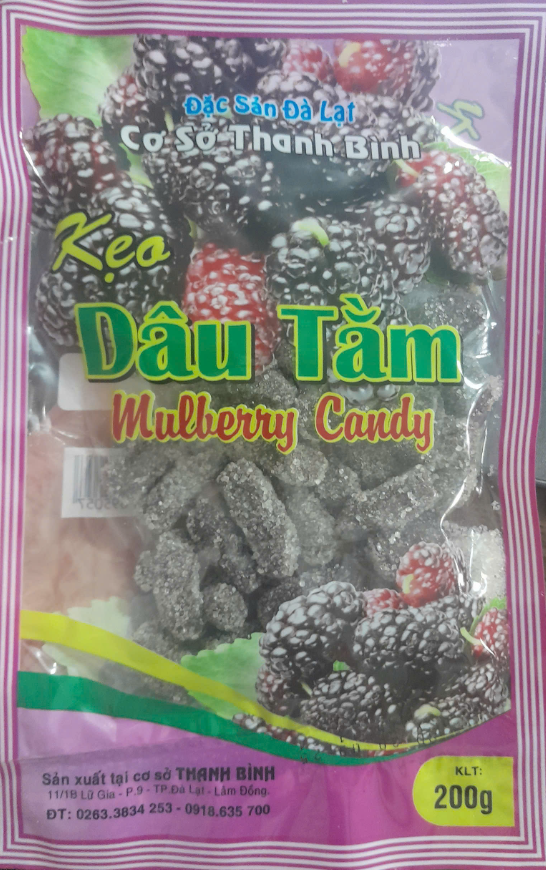 Đặc Sản Đà Lạt
Cơ Sở Thanh Bình
Kẹo
Dâu Tằm
Mulberry Candy
Sản xuất tại cơ sở THANH BÌNH
11/1B Lữ Gia - P.9 - TP.Đà Lạt - Lâm Đồng.
ĐT: 0263.3834 253 - 0918.635 700
KLT:
200g